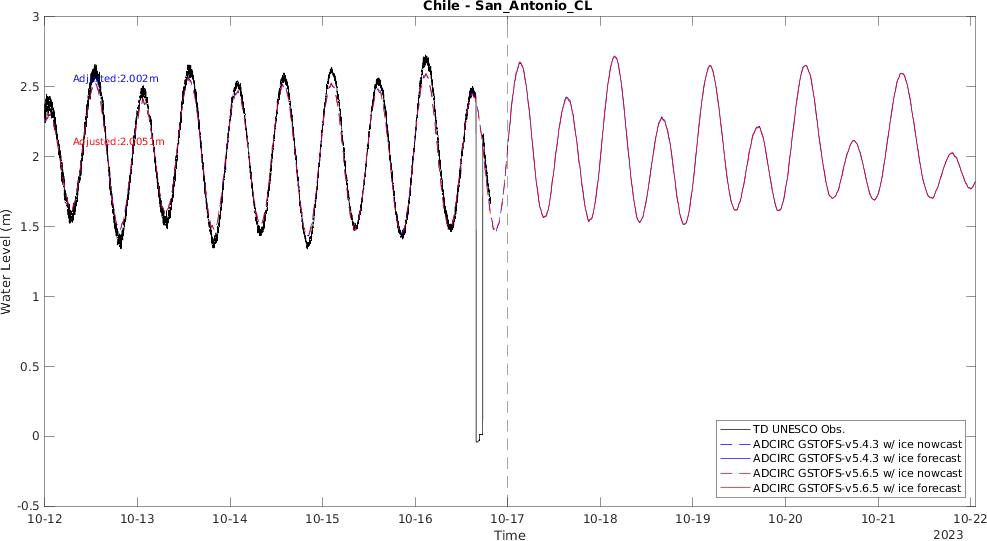 Chile - San_Antonio_CL
3
2.5
2
1.5
1
0.5
0
-0.5
Water Level (m)
Adjusted:2.002m
Adjusted:2.0051m
TD UNESCO Obs.
ADCIRC GSTOFS-v5.4.3 w/ ice nowcast
ADCIRC GSTOFS-v5.4.3 w/ ice forecast
ADCIRC GSTOFS-v5.6.5 w/ ice nowcast
ADCIRC GSTOFS-v5.6.5 w/ ice forecast
10-12 10-13 10-14 10-15 10-16 10-17 10-18 10-19 10-20 10-21 10-22
Time
2023